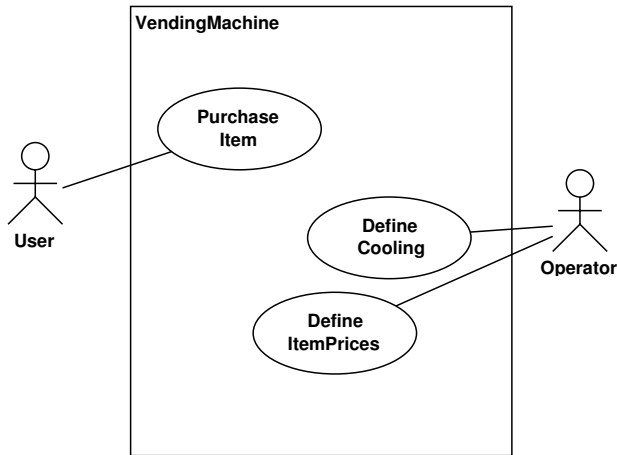 VendingMachine
Purchase
Item
User
Define
Cooling
Operator
Define
ItemPrices